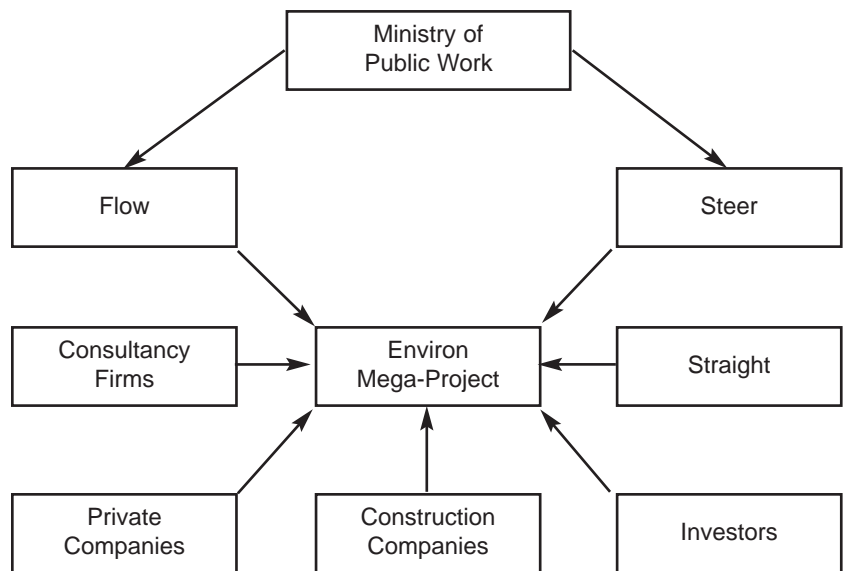 Ministry of
Public Work
Flow
Steer
Consultancy
Firms
Environ
Mega-Project
Straight
Private
Companies
Construction
Companies
Investors